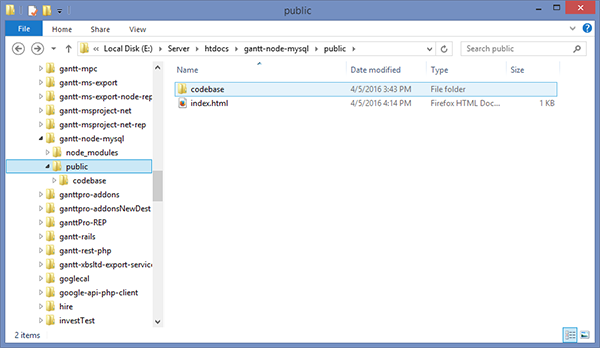 public
File Home Share View
Local Disk (E:) Server htdocs gantt-node-mysql public Search public
Name Date modified Type Size
codebase 4/5/2016 3:43 PM File folder
index.html 4/5/2016 4:14 PM Firefox HTML Doc... 1 KB
gantt-mpc
gantt-ms-export
gantt-ms-export-node-rep
gantt-msproject-net
gantt-msproject-net-rep
gantt-node-mysql
node_modules
public
codebase
ganttpro-addons
ganttpro-addonsNewDest
ganttPro-REP
gantt-rails
gantt-rest-php
gantt-xbsltd-export-service
goglecal
google-api-php-client
hire
investTest
2 items